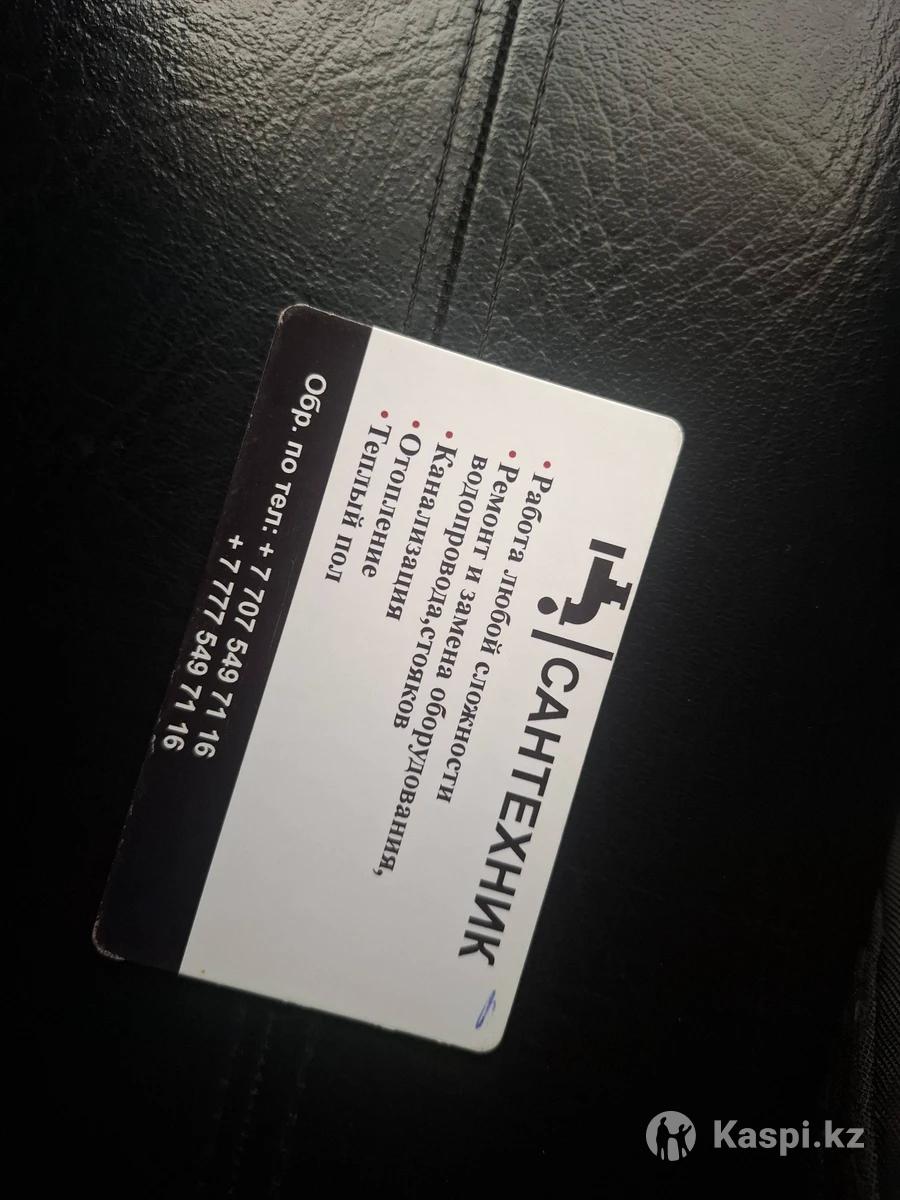 САНТЕХНИК
• Работа любой сложности
• Ремонт и замена оборудования,
водопровода,стояков
• Канализация
• Отопление
• Теплый пол
Обр. по тел: + 7 707 549 71 16
+ 7 777 549 71 16
Kaspi.kz